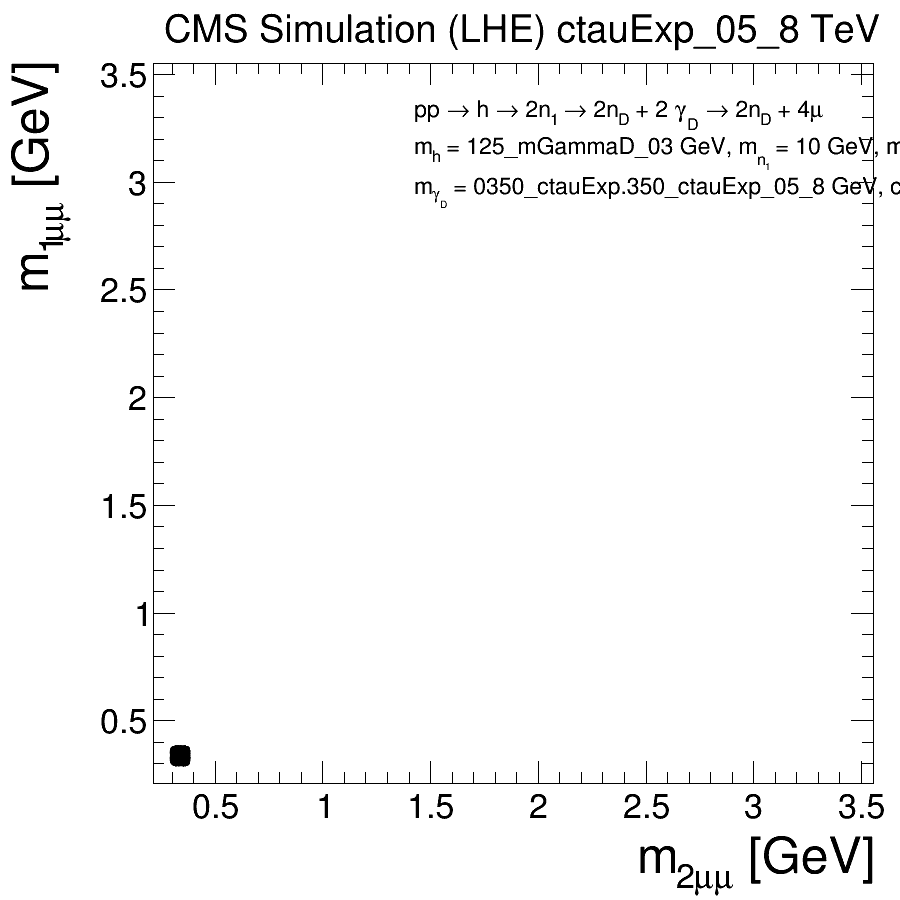 CMS Simulation (LHE) ctauExp_05_8 TeV
pp → h → 2n1 → 2nD + 2 γD → 2nD + 4μ
mh = 125_mGammaD_03 GeV, mn1 = 10 GeV, m
mγD = 0350_ctauExp.350_ctauExp_05_8 GeV, c
m1μμ [GeV]
3.5
3
2.5
2
1.5
1
0.5
0.5 1 1.5 2 2.5 3 3.5
m2μμ [GeV]